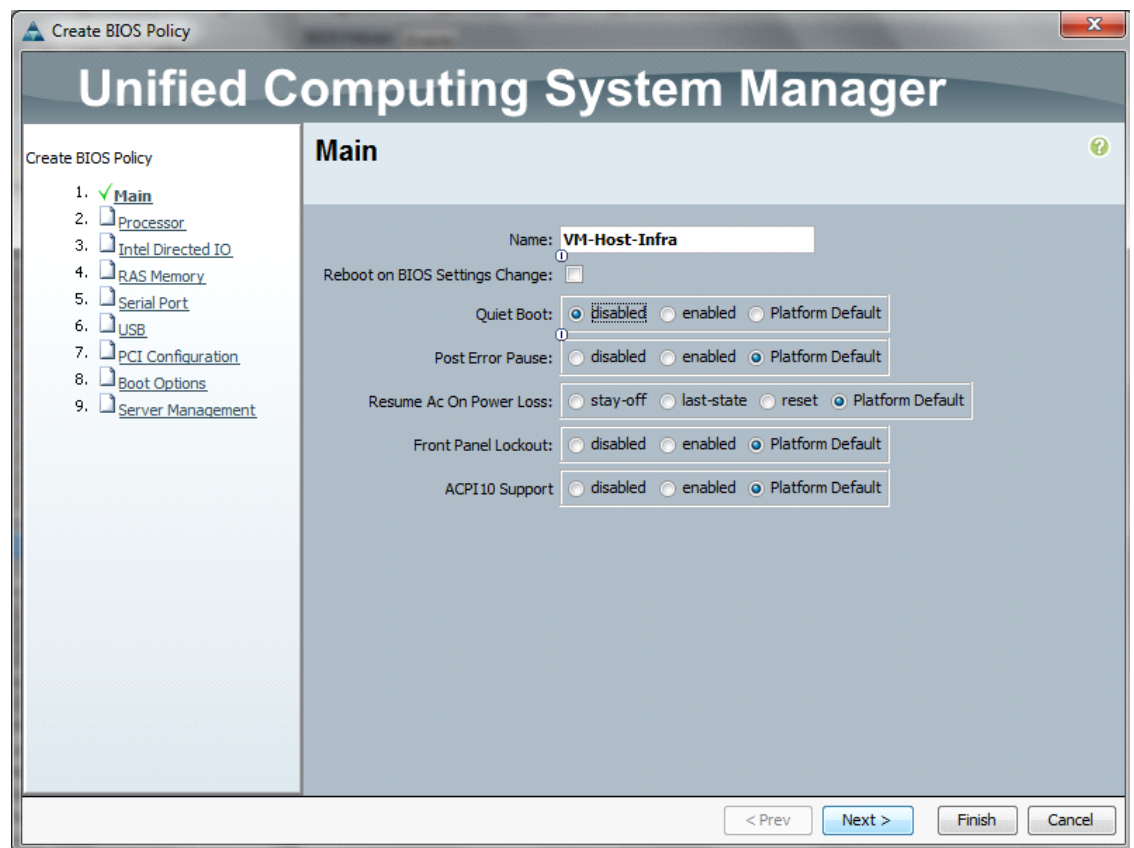 Create BIOS Policy
Unified Computing System Manager
Create BIOS Policy
1. Main
2. Processor
3. Intel Directed IO
4. RAS Memory
5. Serial Port
6. USB
7. PCI Configuration
8. Boot Options
9. Server Management
Main
Name: VM-Host-Infra
Reboot on BIOS Settings Change:
Quiet Boot: disabled enabled Platform Default
Post Error Pause: disabled enabled Platform Default
Resume Ac On Power Loss: stay-off last-state reset Platform Default
Front Panel Lockout: disabled enabled Platform Default
ACPI10 Support disabled enabled Platform Default
< Prev Next > Finish Cancel